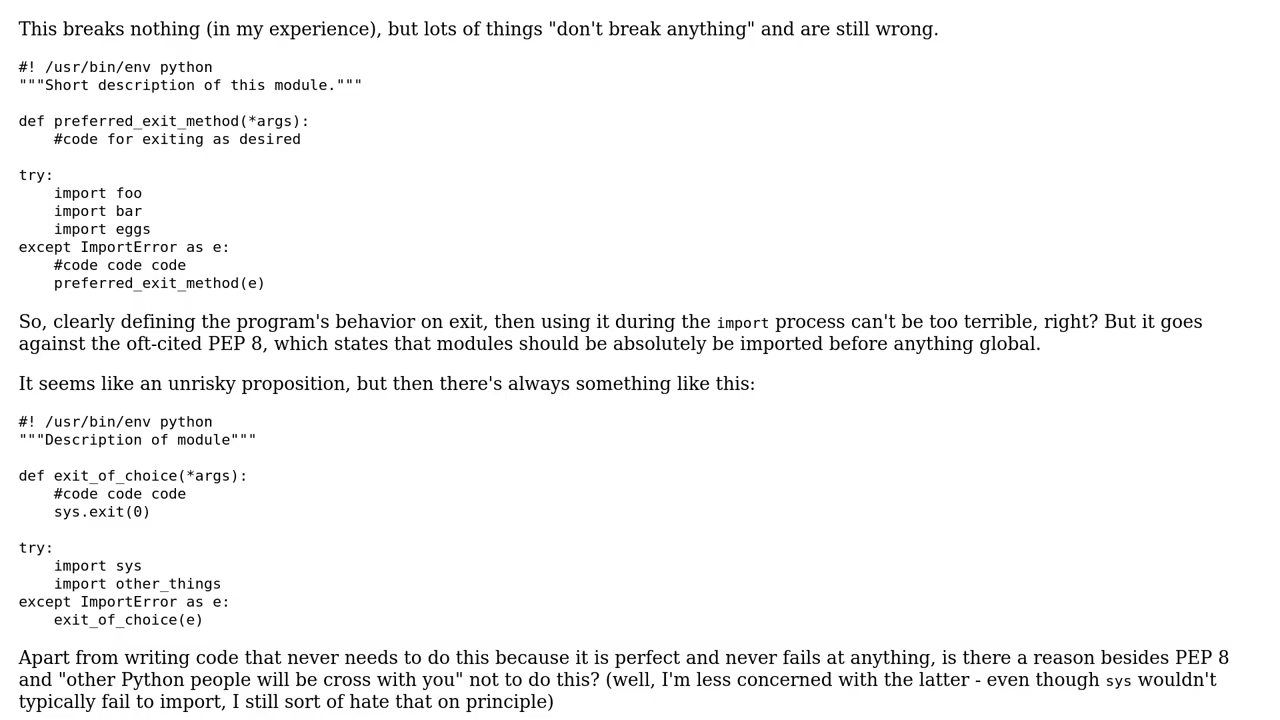 This breaks nothing (in my experience), but lots of things "don't break anything" and are still wrong.
#! /usr/bin/env python
"""Short description of this module."""
def preferred_exit_method(*args):
    #code for exiting as desired
try:
    import foo
    import bar
    import eggs
except ImportError as e:
    #code code code
    preferred_exit_method(e)
So, clearly defining the program's behavior on exit, then using it during the import process can't be too terrible, right? But it goes
against the oft-cited PEP 8, which states that modules should be absolutely be imported before anything global.
It seems like an unrisky proposition, but then there's always something like this:
#! /usr/bin/env python
"""Description of module"""
def exit_of_choice(*args):
    #code code code
    sys.exit(0)
try:
    import sys
    import other_things
except ImportError as e:
    exit_of_choice(e)
Apart from writing code that never needs to do this because it is perfect and never fails at anything, is there a reason besides PEP 8
and "other Python people will be cross with you" not to do this? (well, I'm less concerned with the latter - even though sys wouldn't
typically fail to import, I still sort of hate that on principle)